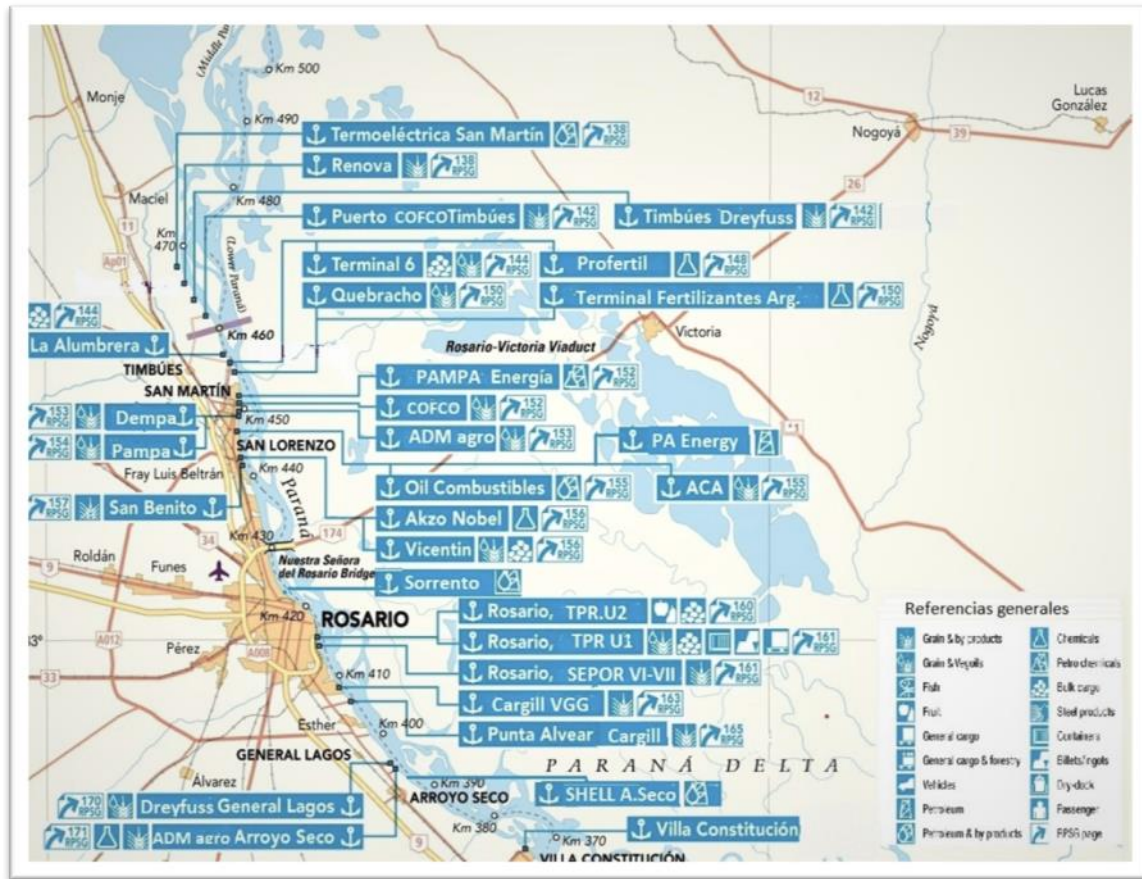 (Middle Pa
Km 500
12
Lucas
González
Monje
Km 490
Nogoyá
39
Termoeléctrica San Martín 138 RPSG
Renova 138 RPSG
26
Maciel
Km 480
Puerto COFCOTimbúes 142 RPSG
Timbúes Dreyfuss 142 RPSG
11
Km
470
(Lower Paraná)
Ap01
Terminal 6 144 RPSG
Profertil 148 RPSG
Quebracho 150 RPSG
Terminal Fertilizantes Arg. 150 RPSG
Nogoyá
144 RPSG
Km 460
Victoria
La Alumbrera
Rosario-Victoria Viaduct
TIMBÚES
SAN MARTÍN
PAMPA Energía 152 RPSG
153 RPSG Dempa
COFCO 152 RPSG
Km 450
154 RPSG Pampa
ADM agro 153 RPSG
PA Energy
SAN LORENZO
Fray Luis Beltrán
Km 440
Oil Combustibles 155 RPSG
ACA 155 RPSG
Paraná
157 RPSG San Benito
Akzo Nobel 156 RPSG
Km 430
174
34
Vicentin 156 RPSG
Roldán
9
Funes
Nuestra Señora
del Rosario Bridge
Sorrento
Km 420
ROSARIO
Rosario, TPR.U2 160 RPSG
Rosario, TPR U1 161 RPSG
A012
Pérez
A008
33
Rosario, SEPOR VI-VII 161 RPSG
Km 410
Cargill VGG 163 RPSG
Esther
Km 400
Punta Alvear Cargill 165 RPSG
GENERAL LAGOS
PARANÁ DELTA
Álvarez
Km 390
170 RPSG Dreyfuss General Lagos
ARROYO SECO
SHELL A.Seco
171 RPSG ADM agro Arroyo Seco
Km 380
9
Km 370
Villa Constitución
VILLA CONSTITUCIÓN
Referencias generales
Grain & by products
Grain & Vegoils
Fish
Fruit
General cargo
General cargo & forestry
Vehicles
Petroleum
Petroleum & by products
Chemicals
Petro chemicals
Bulk cargo
Steel products
Containers
Billets/ingots
Dry-dock
Passenger
RPSG page